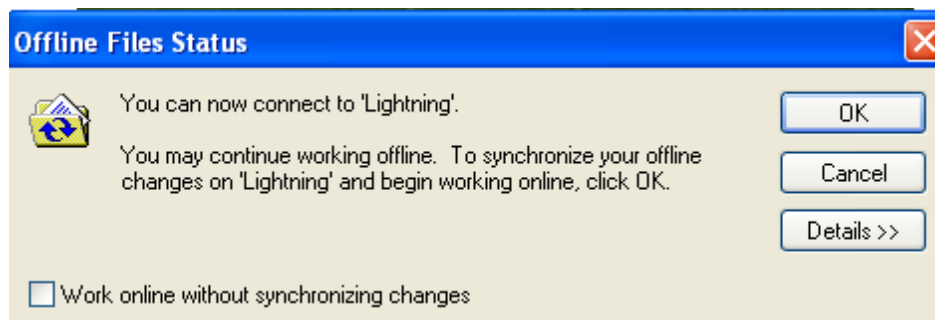 Offline Files Status
You can now connect to 'Lightning'.
You may continue working offline.  To synchronize your offline
changes on 'Lightning' and begin working online, click OK.
OK
Cancel
Details >>
Work online without synchronizing changes